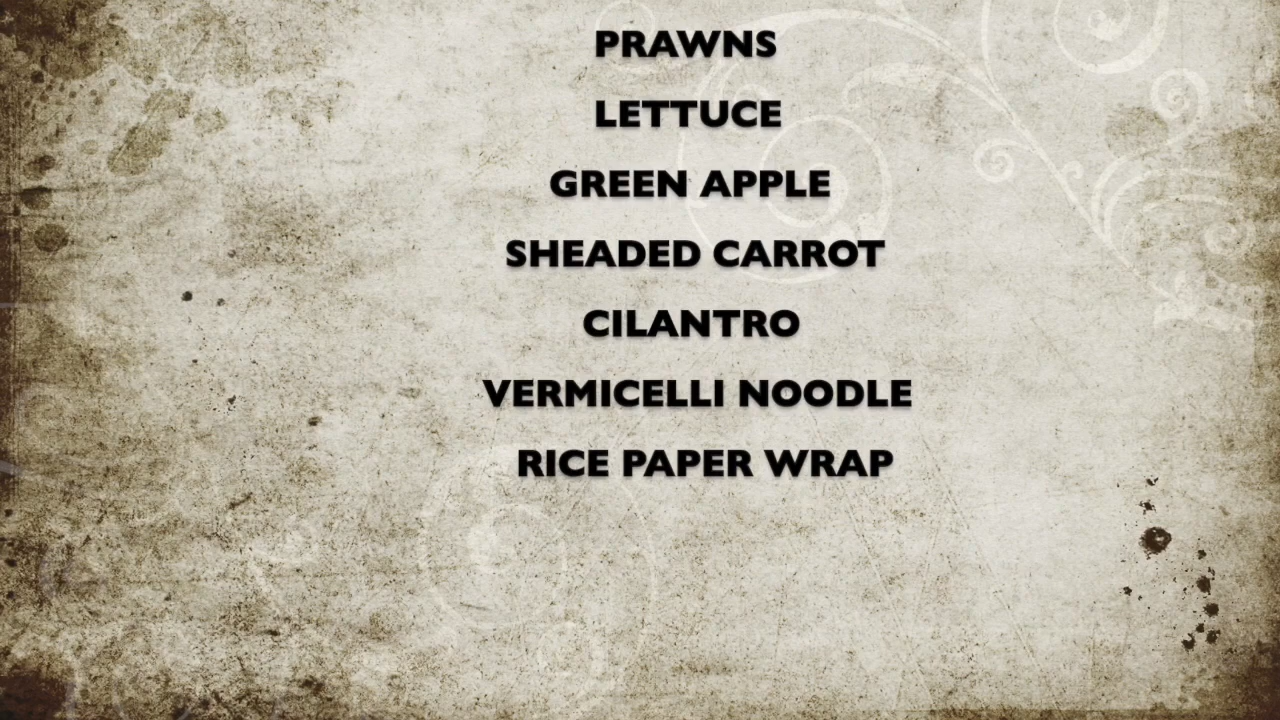 PRAWNS
LETTUCE
GREEN APPLE
SHEADED CARROT
CILANTRO
VERMICELLI NOODLE
RICE PAPER WRAP